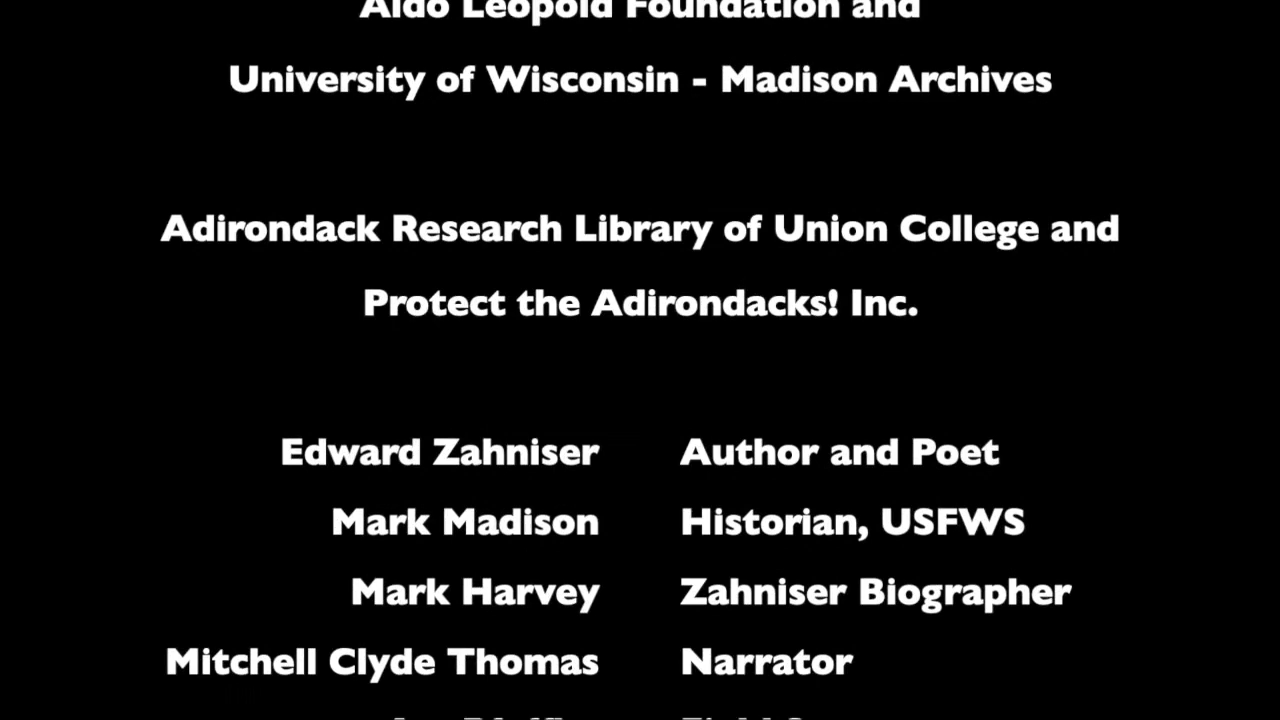 Aldo Leopold Foundation and
University of Wisconsin - Madison Archives
Adirondack Research Library of Union College and
Protect the Adirondacks! Inc.
Edward Zahniser Author and Poet
Mark Madison Historian, USFWS
Mark Harvey Zahniser Biographer
Mitchell Clyde Thomas Narrator